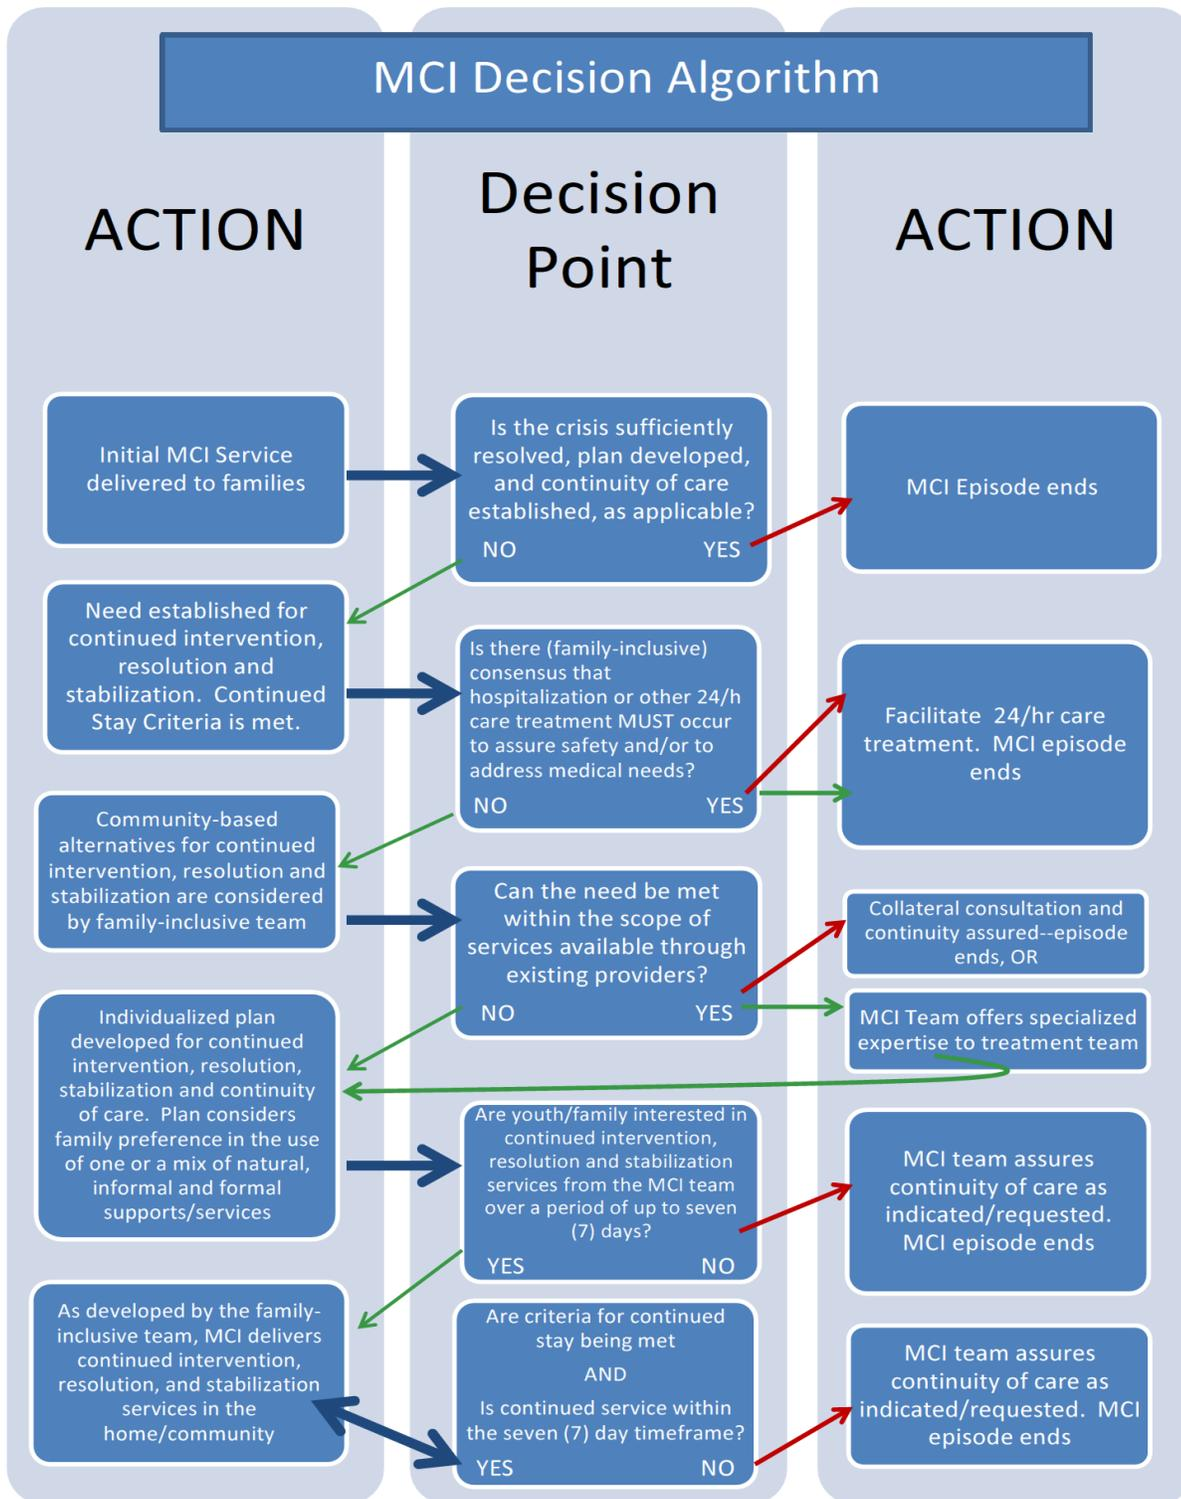 MCI Decision Algorithm
ACTION
Decision
Point
ACTION
Initial MCI Service
delivered to families
Is the crisis sufficiently
resolved, plan developed,
and continuity of care
established, as applicable?
NO YES
MCI Episode ends
Need established for
continued intervention,
resolution and
stabilization. Continued
Stay Criteria is met.
Is there (family-inclusive)
consensus that
hospitalization or other 24/h
care treatment MUST occur
to assure safety and/or to
address medical needs?
NO YES
Facilitate 24/hr care
treatment. MCI episode
ends
Community-based
alternatives for continued
intervention, resolution and
stabilization are considered
by family-inclusive team
Can the need be met
within the scope of
services available through
existing providers?
NO YES
Collateral consultation and
continuity assured--episode
ends, OR
MCI Team offers specialized
expertise to treatment team
Individualized plan
developed for continued
intervention, resolution,
stabilization and continuity
of care. Plan considers
family preference in the use
of one or a mix of natural,
informal and formal
supports/services
Are youth/family interested in
continued intervention,
resolution and stabilization
services from the MCI team
over a period of up to seven
(7) days?
YES NO
MCI team assures
continuity of care as
indicated/requested.
MCI episode ends
As developed by the family-
inclusive team, MCI delivers
continued intervention,
resolution, and stabilization
services in the
home/community
Are criteria for continued
stay being met
AND
Is continued service within
the seven (7) day timeframe?
YES NO
MCI team assures
continuity of care as
indicated/requested. MCI
episode ends